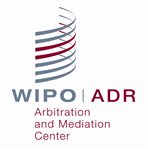 WIPO | ADR
Arbitration
and Mediation
Center